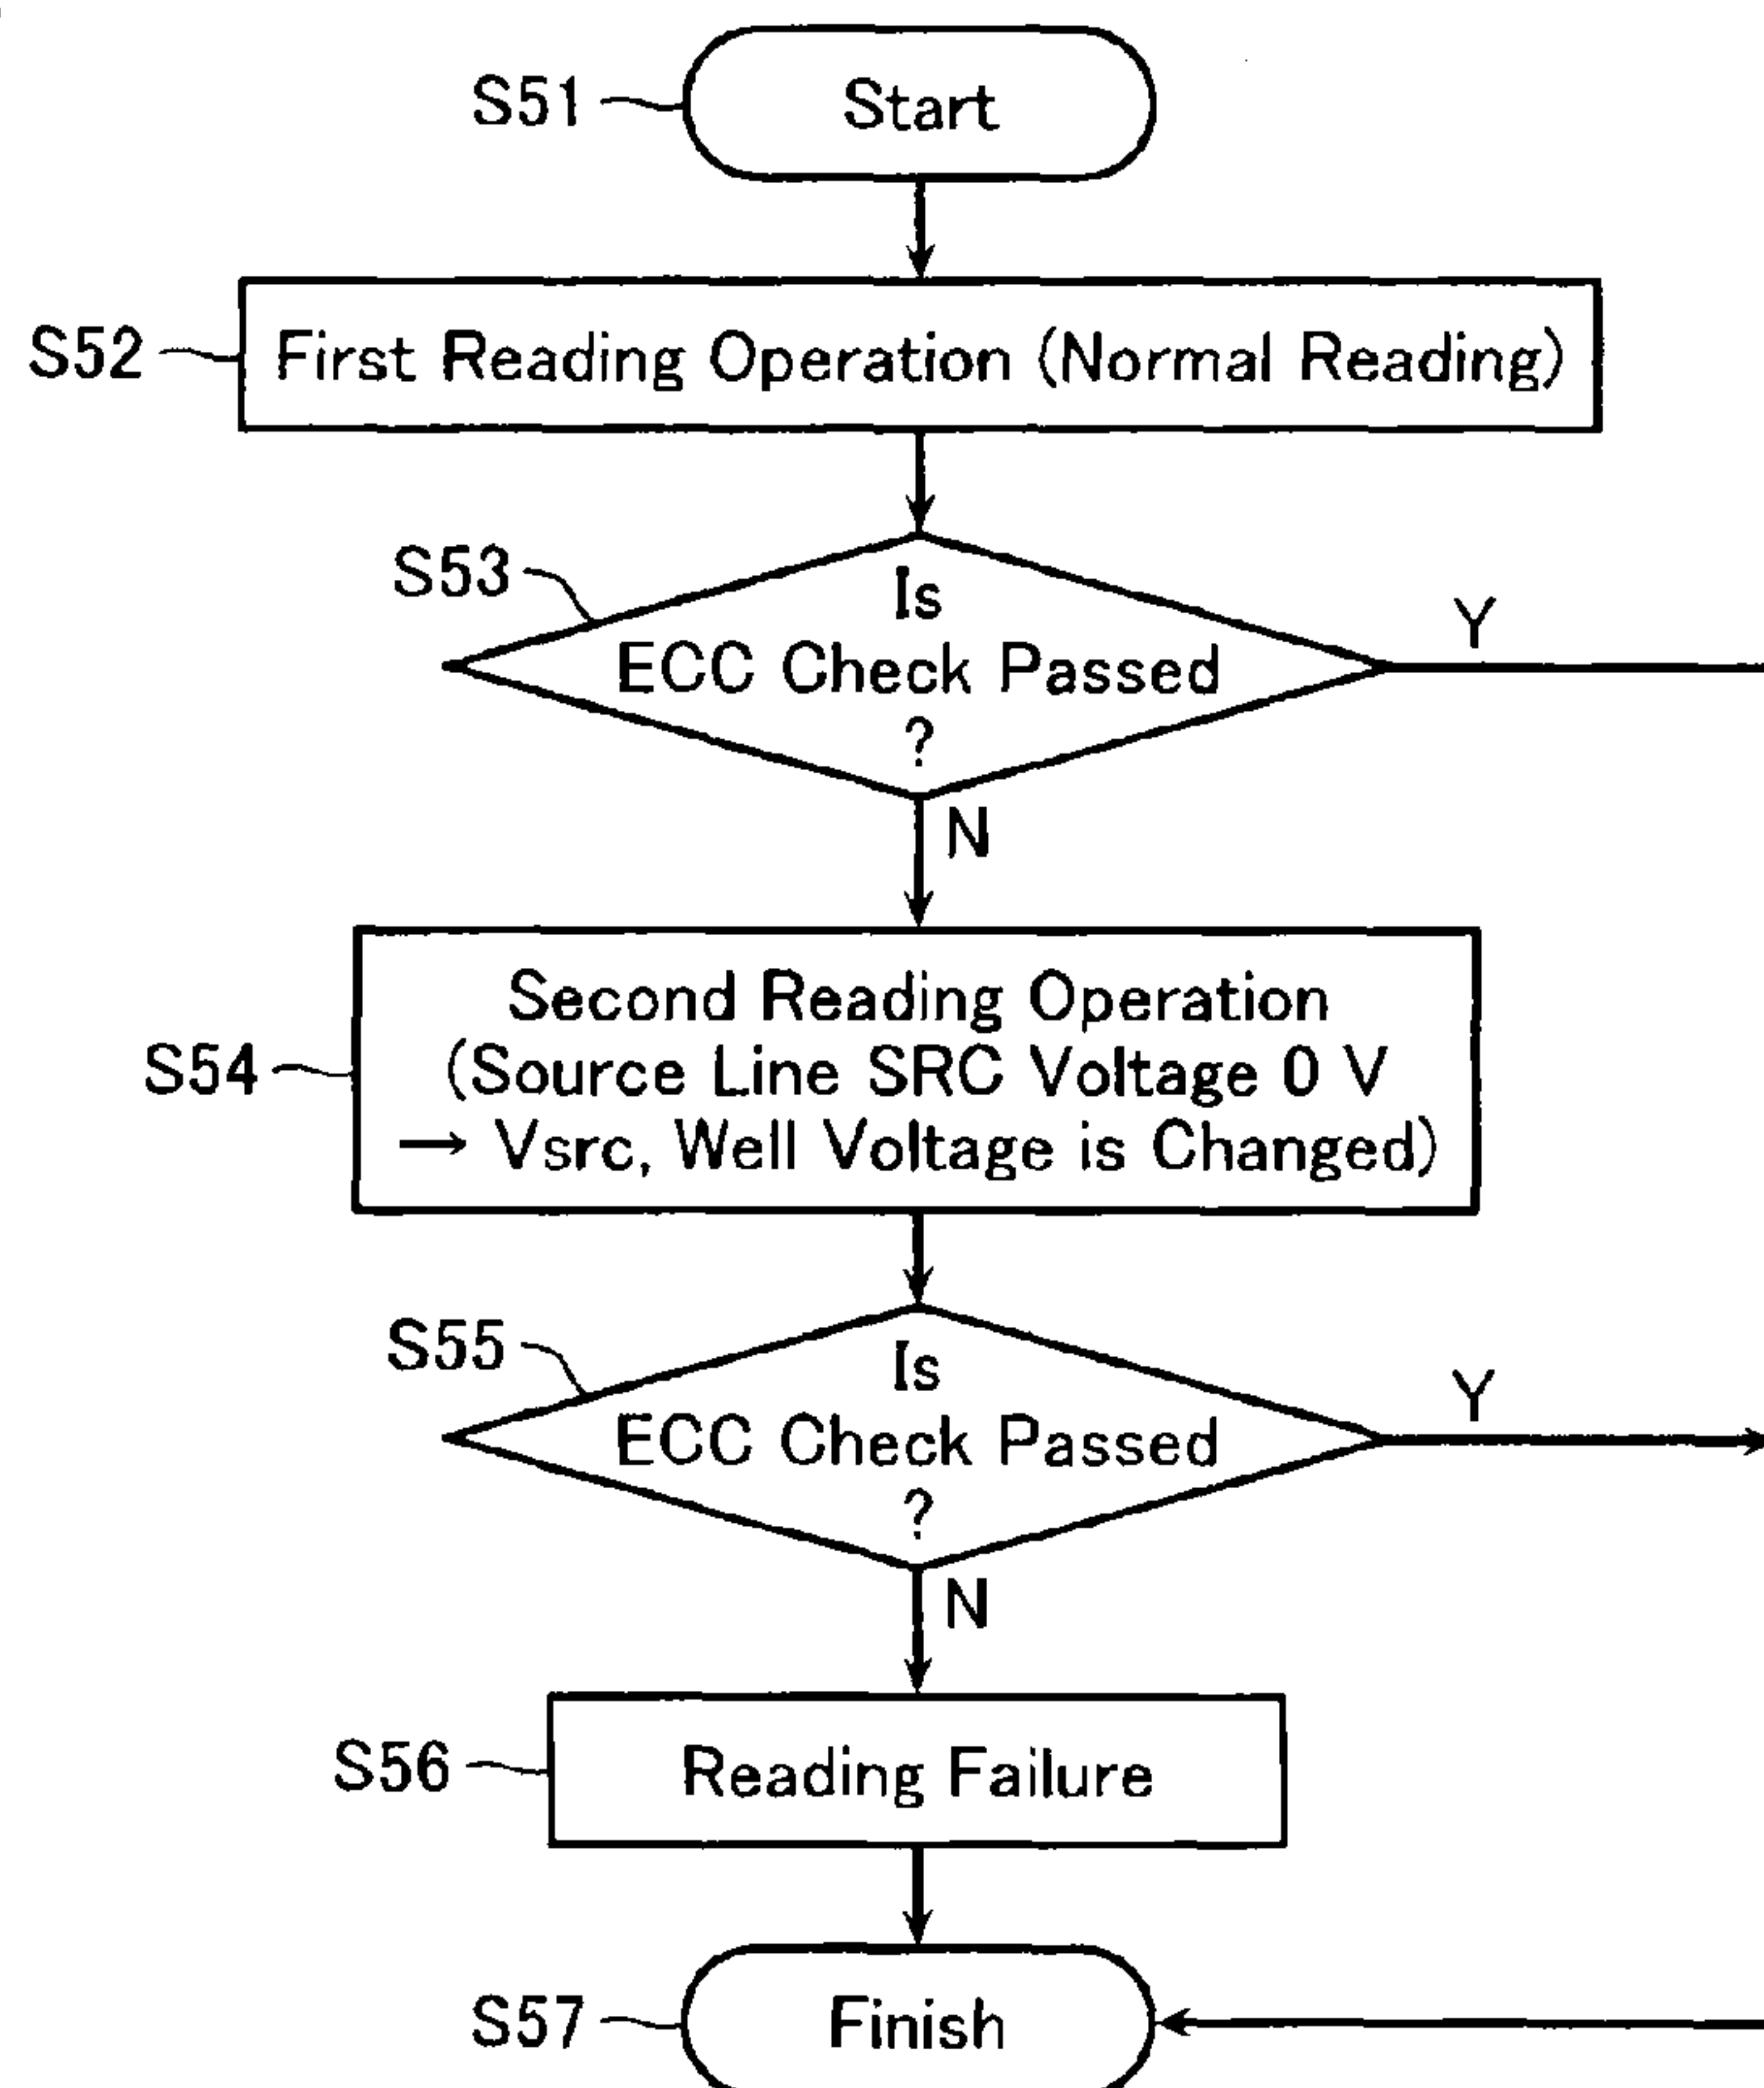 S51
Start
S52
First Reading Operation (Normal Reading)
S53
Is
ECC Check Passed
?
Y
N
S54
Second Reading Operation
(Source Line SRC Voltage 0 V
→ Vsrc, Well Voltage is Changed)
S55
Is
ECC Check Passed
?
Y
N
S56
Reading Failure
S57
Finish